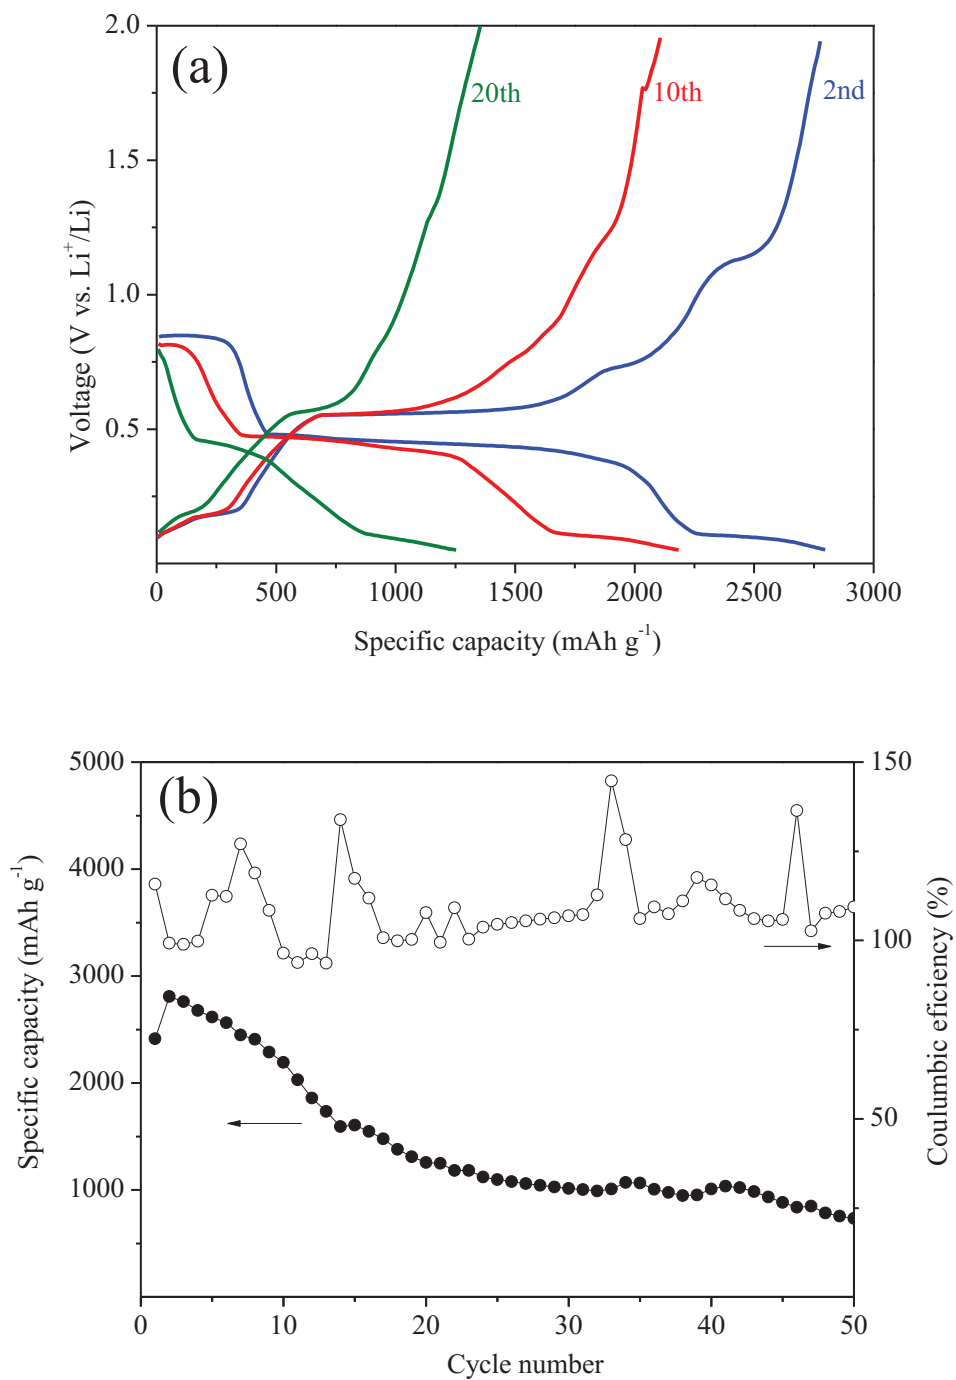 (a)
2.0
1.5
1.0
0.5
Voltage (V vs. Li⁺/Li)
20th
10th
2nd
0 500 1000 1500 2000 2500 3000
Specific capacity (mAh g⁻¹)
(b)
5000
4000
3000
2000
1000
Specific capacity (mAh g⁻¹)
150
100
50
Coulumbic eficiency (%)
0 10 20 30 40 50
Cycle number